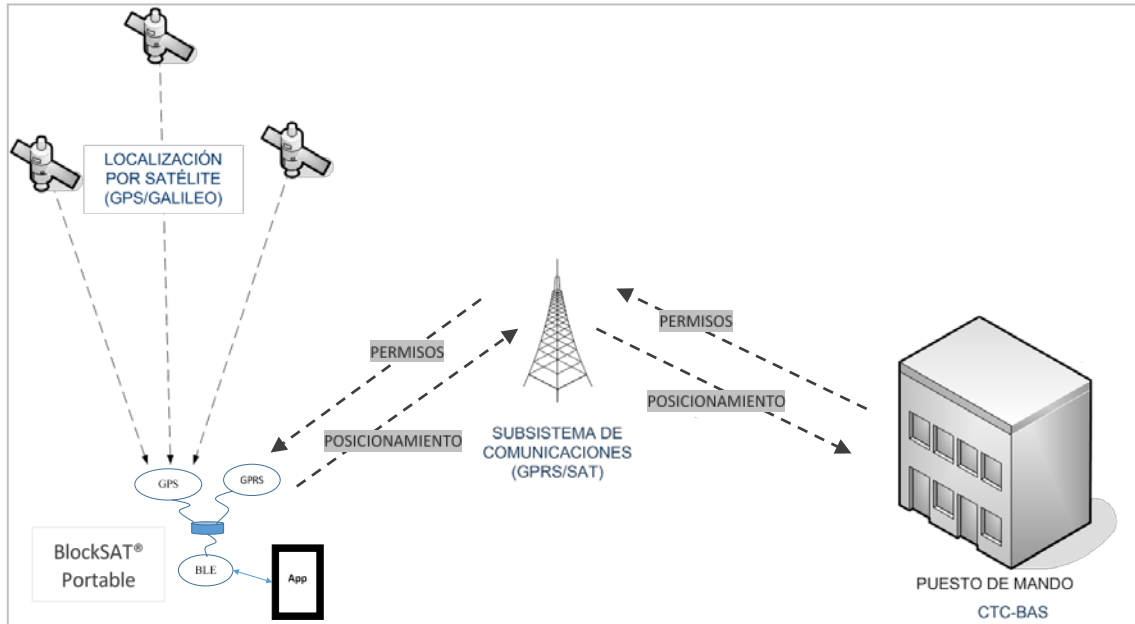 LOCALIZACIÓN
POR SATÉLITE
(GPS/GALILEO)
PERMISOS
POSICIONAMIENTO
PERMISOS
POSICIONAMIENTO
SUBSISTEMA DE
COMUNICACIONES
(GPRS/SAT)
GPS
GPRS
BLE
App
BlockSAT®
Portable
PUESTO DE MANDO
CTC-BAS